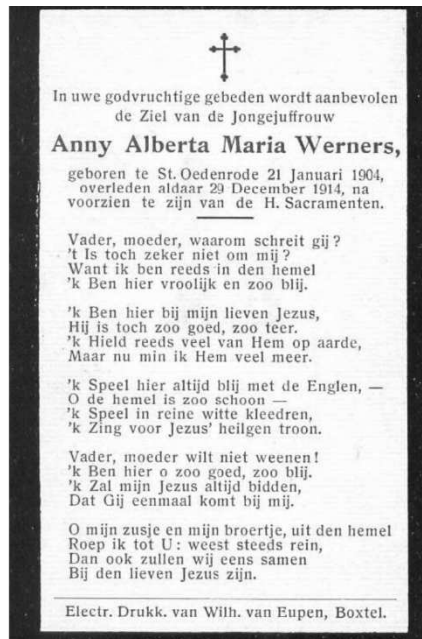 In uwe godvruchtige gebeden wordt aanbevolen
de Ziel van de Jongejuffrouw
Anny Alberta Maria Werners,
geboren te St. Oedenrode 21 Januari 1904,
overleden aldaar 29 December 1914, na
voorzien te zijn van de H. Sacramenten.
Vader, moeder, waarom schreit gij?
't Is toch zeker niet om mij?
Want ik ben reeds in den hemel
'k Ben hier vroolijk en zoo blij.
'k Ben hier bij mijn lieven Jezus,
Hij is toch zoo goed, zoo teer.
'k Hield reeds veel van Hem op aarde,
Maar nu min ik Hem veel meer.
'k Speel hier altijd blij met de Englen, —
O de hemel is zoo schoon —
'k Speel in reine witte kleedren,
'k Zing voor Jezus' heilgen troon.
Vader, moeder wilt niet weenen!
'k Ben hier o zoo goed, zoo blij.
'k Zal mijn Jezus altijd bidden,
Dat Gij eenmaal komt bij mij.
O mijn zusje en mijn broertje, uit den hemel
Roep ik tot U: weest steeds rein,
Dan ook zullen wij eens samen
Bij den lieven Jezus zijn.
Electr. Drukk. van Wilh. van Eupen, Boxtel.